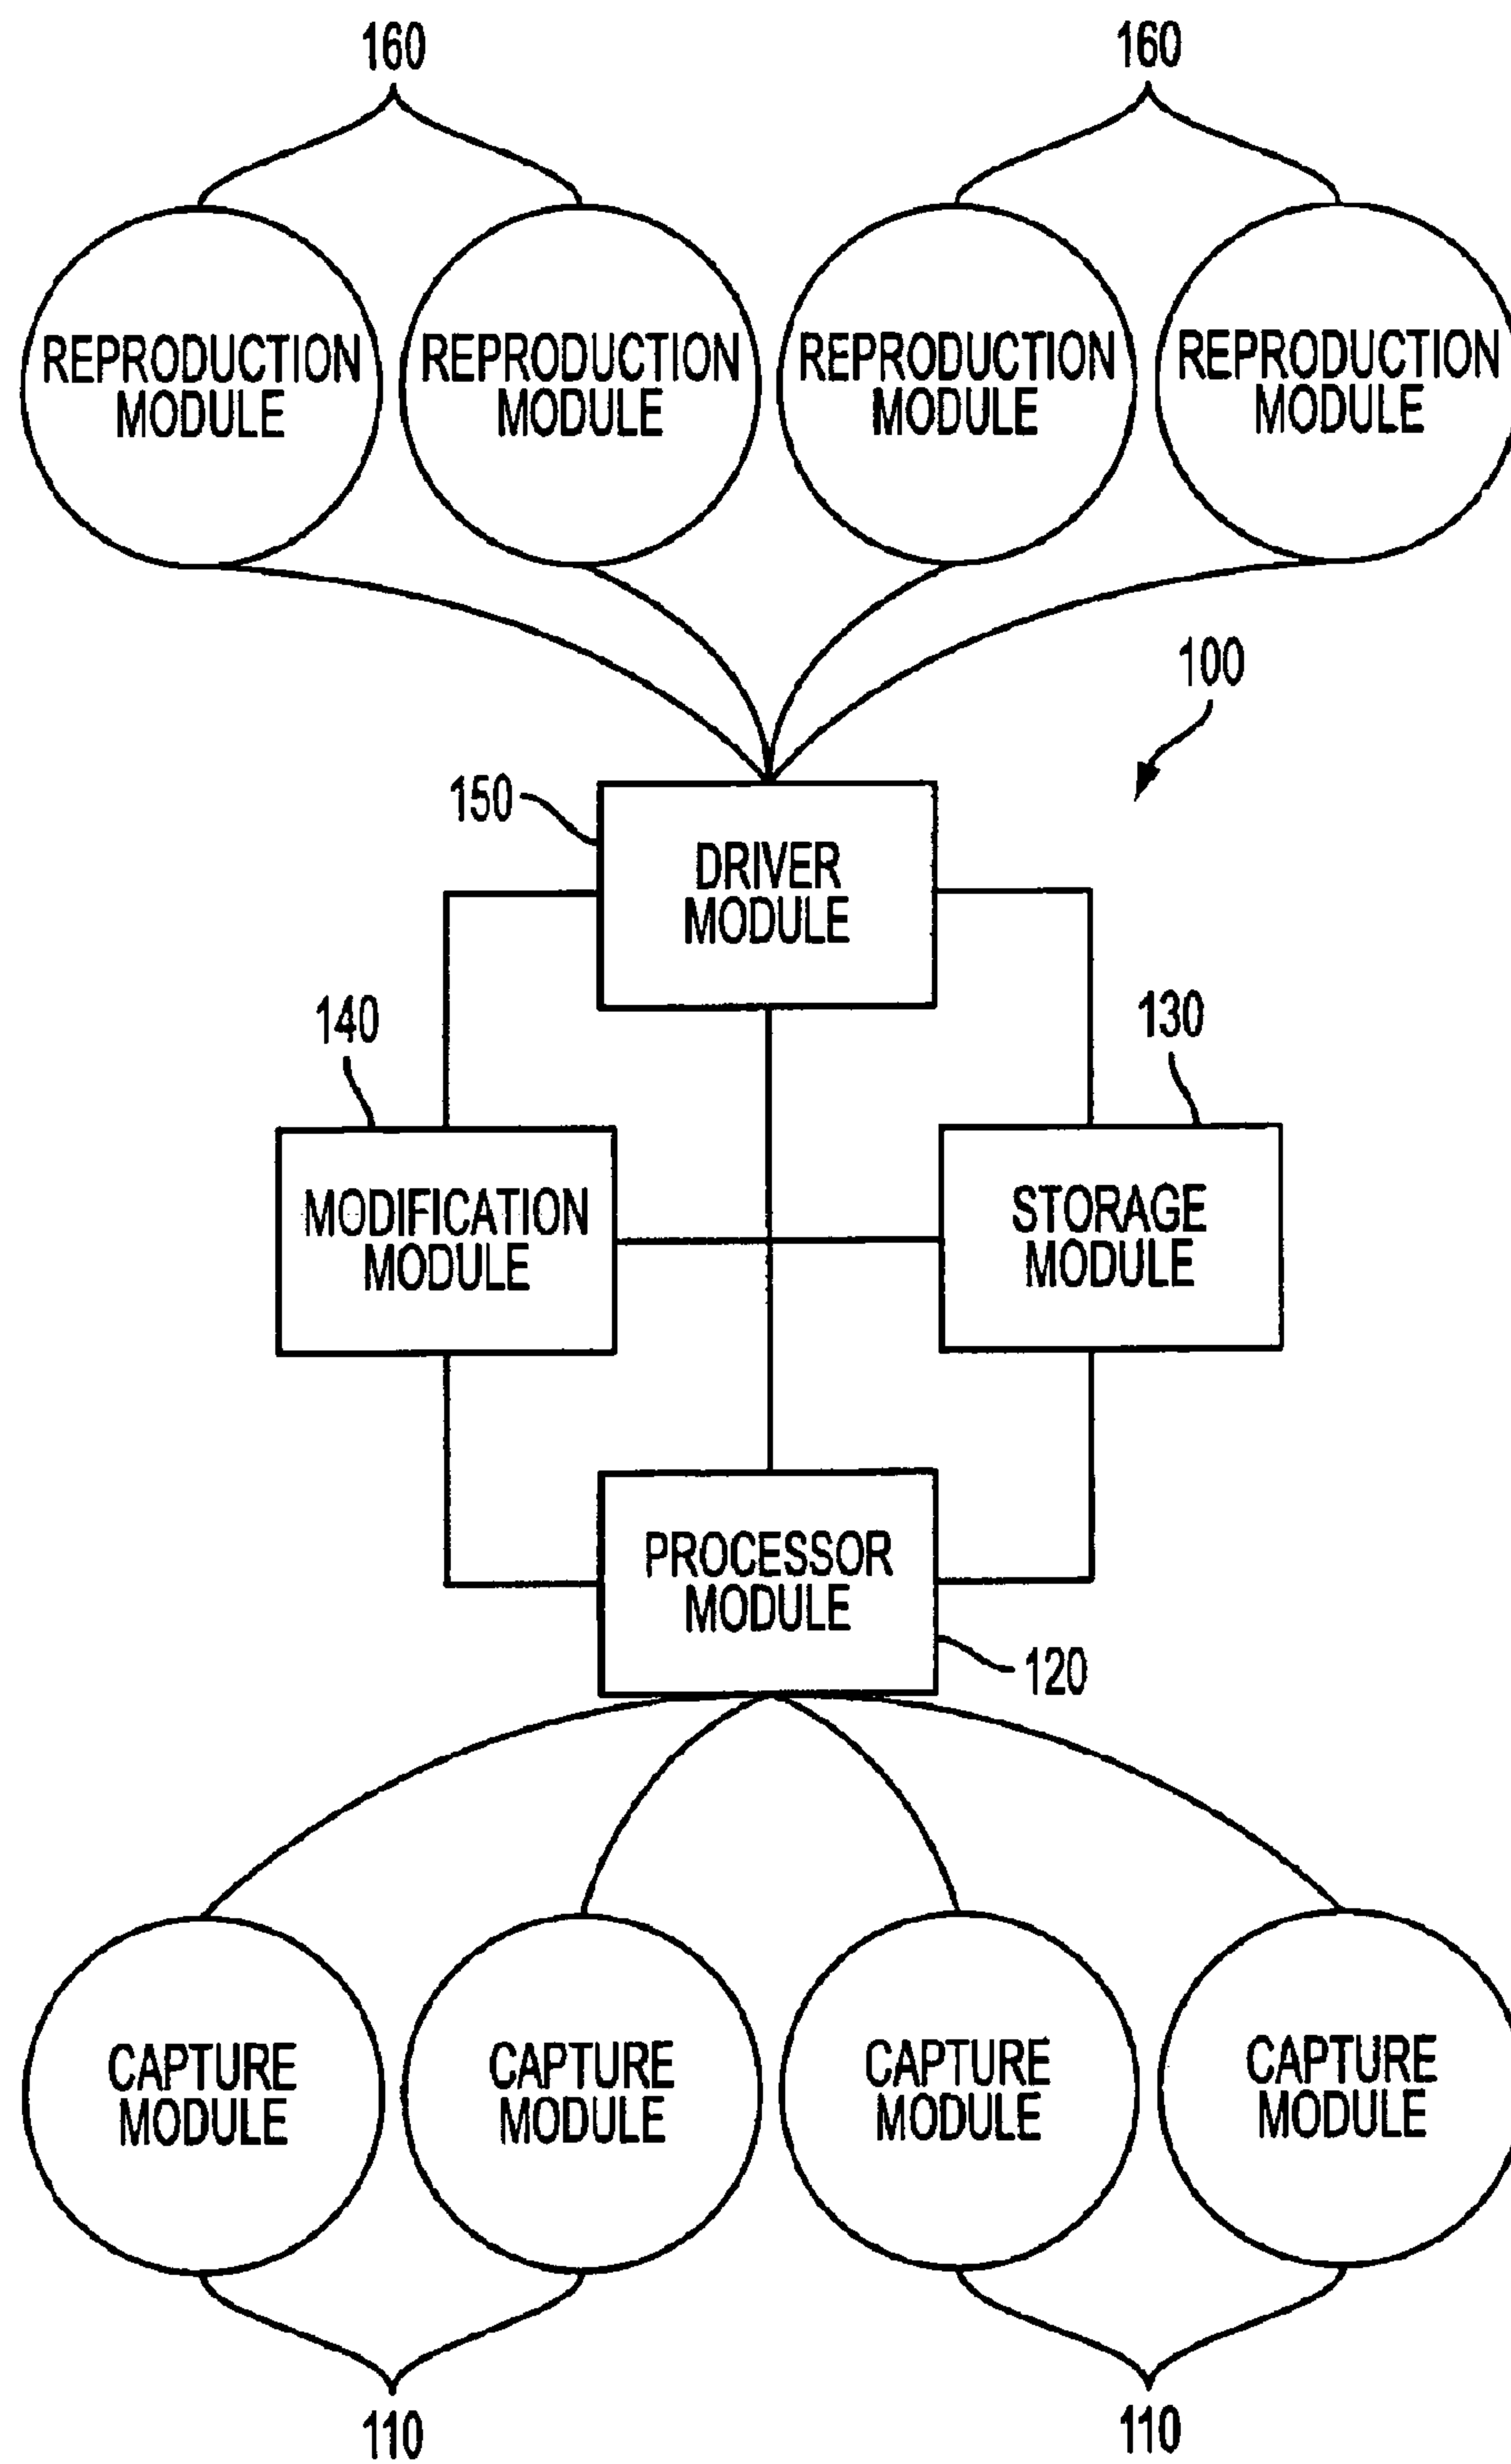 160
160
REPRODUCTION
MODULE
REPRODUCTION
MODULE
REPRODUCTION
MODULE
REPRODUCTION
MODULE
100
150
DRIVER
MODULE
140
130
MODIFICATION
MODULE
STORAGE
MODULE
PROCESSOR
MODULE
120
CAPTURE
MODULE
CAPTURE
MODULE
CAPTURE
MODULE
CAPTURE
MODULE
110
110